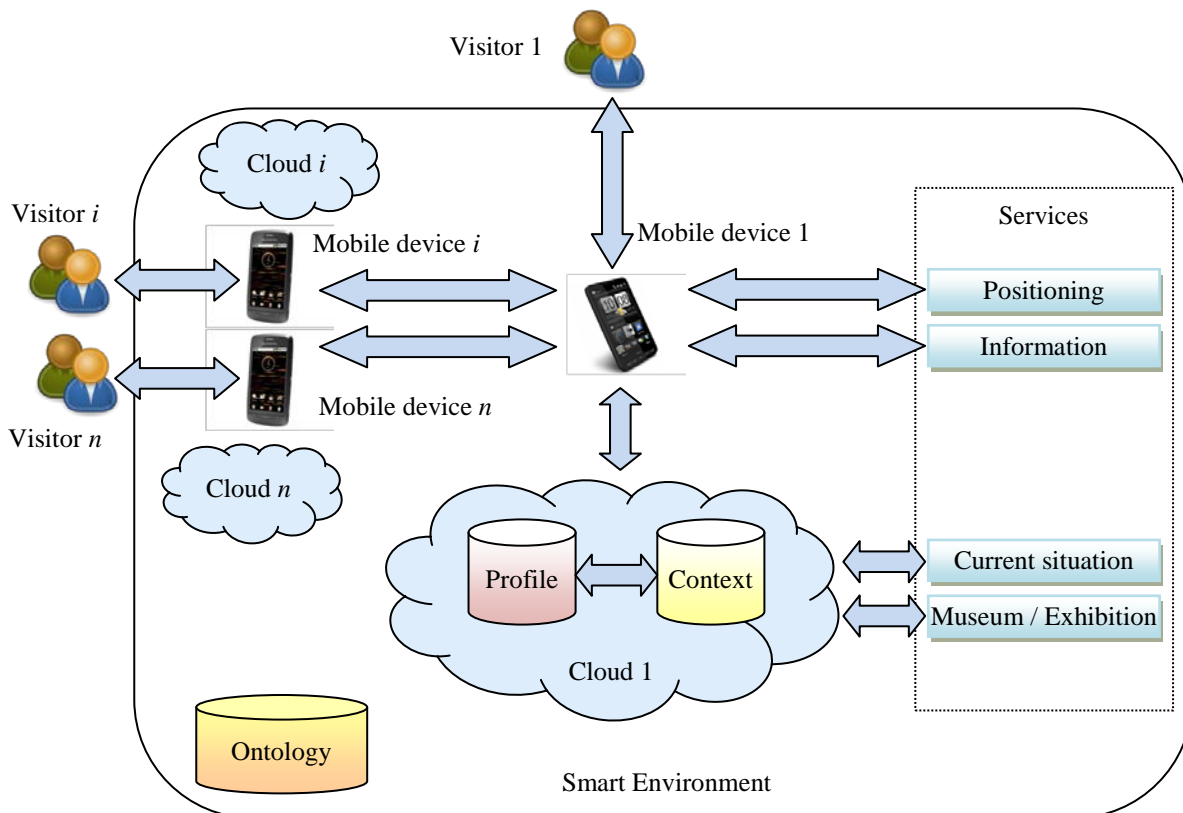 Visitor 1
Cloud i
Visitor i
Mobile device i
Mobile device 1
Services
Positioning
Information
Mobile device n
Visitor n
Cloud n
Profile
Context
Current situation
Museum / Exhibition
Cloud 1
Ontology
Smart Environment